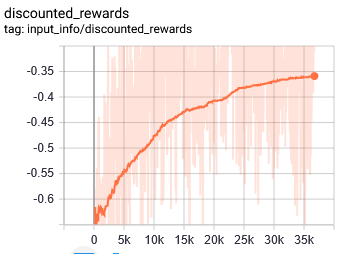 discounted_rewards
tag: input_info/discounted_rewards
-0.35
-0.4
-0.45
-0.5
-0.55
-0.6
0 5k 10k 15k 20k 25k 30k 35k